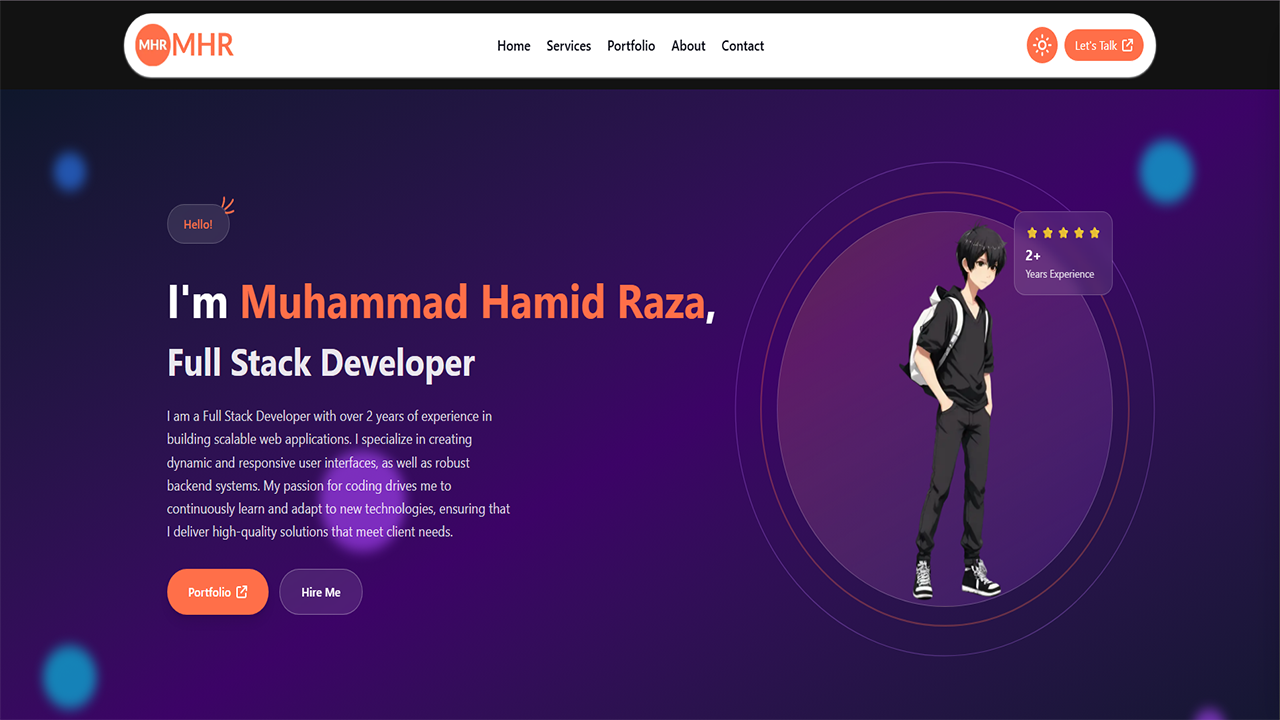 MHR MHR
Home Services Portfolio About Contact
Let's Talk
Hello!
I'm Muhammad Hamid Raza,
Full Stack Developer
I am a Full Stack Developer with over 2 years of experience in
building scalable web applications. I specialize in creating
dynamic and responsive user interfaces, as well as robust
backend systems. My passion for coding drives me to
continuously learn and adapt to new technologies, ensuring that
I deliver high-quality solutions that meet client needs.
Portfolio
Hire Me
2+
Years Experience